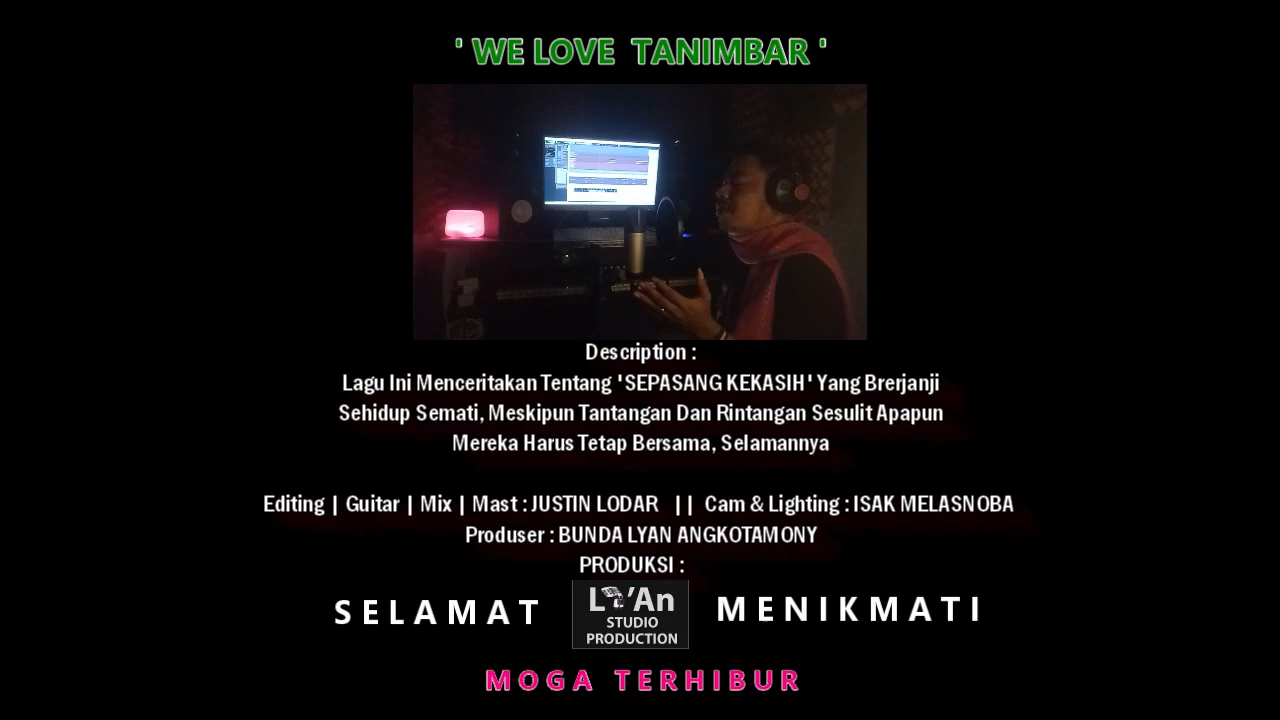 ' WE LOVE TANIMBAR '
Description :
Lagu Ini Menceritakan Tentang 'SEPASANG KEKASIH' Yang Brerjanji
Sehidup Semati, Meskipun Tantangan Dan Rintangan Sesulit Apapun
Mereka Harus Tetap Bersama, Selamannya
Editing | Guitar | Mix | Mast : JUSTIN LODAR || Cam & Lighting : ISAK MELASNOBA
Produser : BUNDA LYAN ANGKOTAMONY
PRODUKSI :
SELAMAT
LY'An
STUDIO
PRODUCTION
MENIKMATI
MOGA TERHIBUR